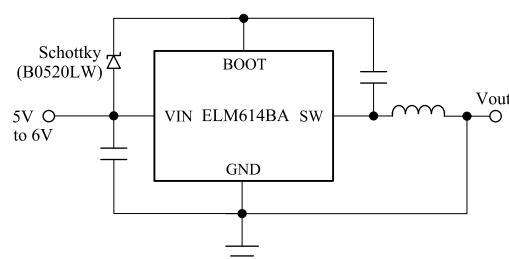 Schottky
(B0520LW)
BOOT
5V
to 6V
VIN ELM614BA SW
Vout
GND